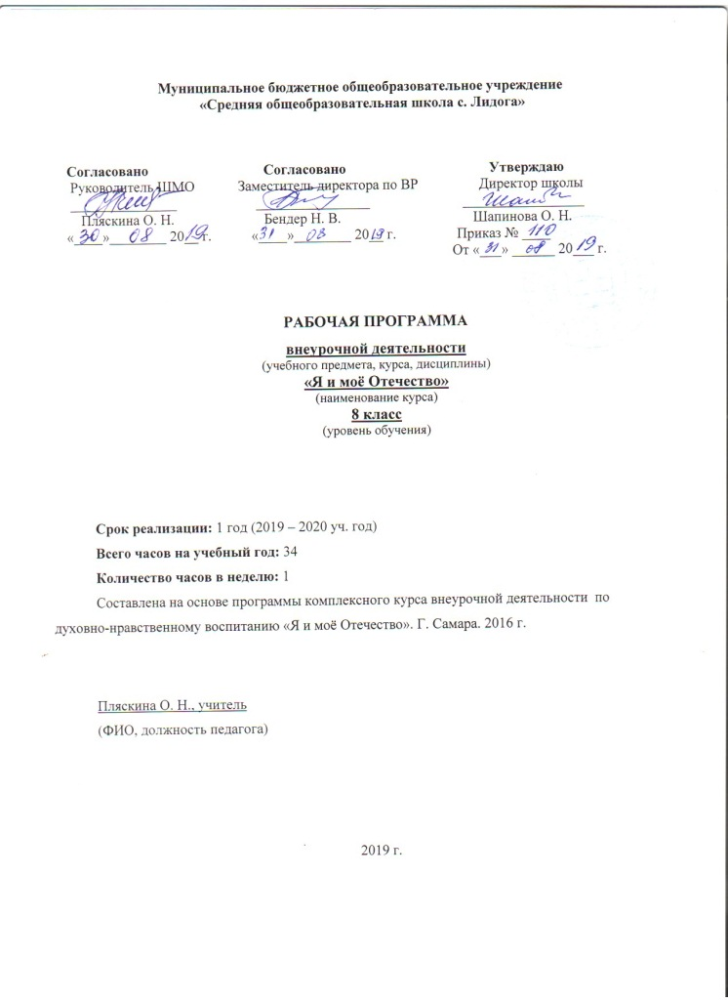 Муниципальное бюджетное общеобразовательное учреждение
«Средняя общеобразовательная школа с. Лидога»
Согласовано
Руководитель ШМО
Пляскина О. Н.
«30» 08 2019г.
Согласовано
Заместитель директора по ВР
Бендер Н. В.
«31» 08 2019 г.
Утверждаю
Директор школы
Шапинова О. Н.
Приказ № 110
От «31» 08 2019 г.
РАБОЧАЯ ПРОГРАММА
внеурочной деятельности
(учебного предмета, курса, дисциплины)
«Я и моё Отечество»
(наименование курса)
8 класс
(уровень обучения)
Срок реализации: 1 год (2019 – 2020 уч. год)
Всего часов на учебный год: 34
Количество часов в неделю: 1
Составлена на основе программы комплексного курса внеурочной деятельности по
духовно-нравственному воспитанию «Я и моё Отечество». Г. Самара. 2016 г.
Пляскина О. Н., учитель
(ФИО, должность педагога)
2019 г.